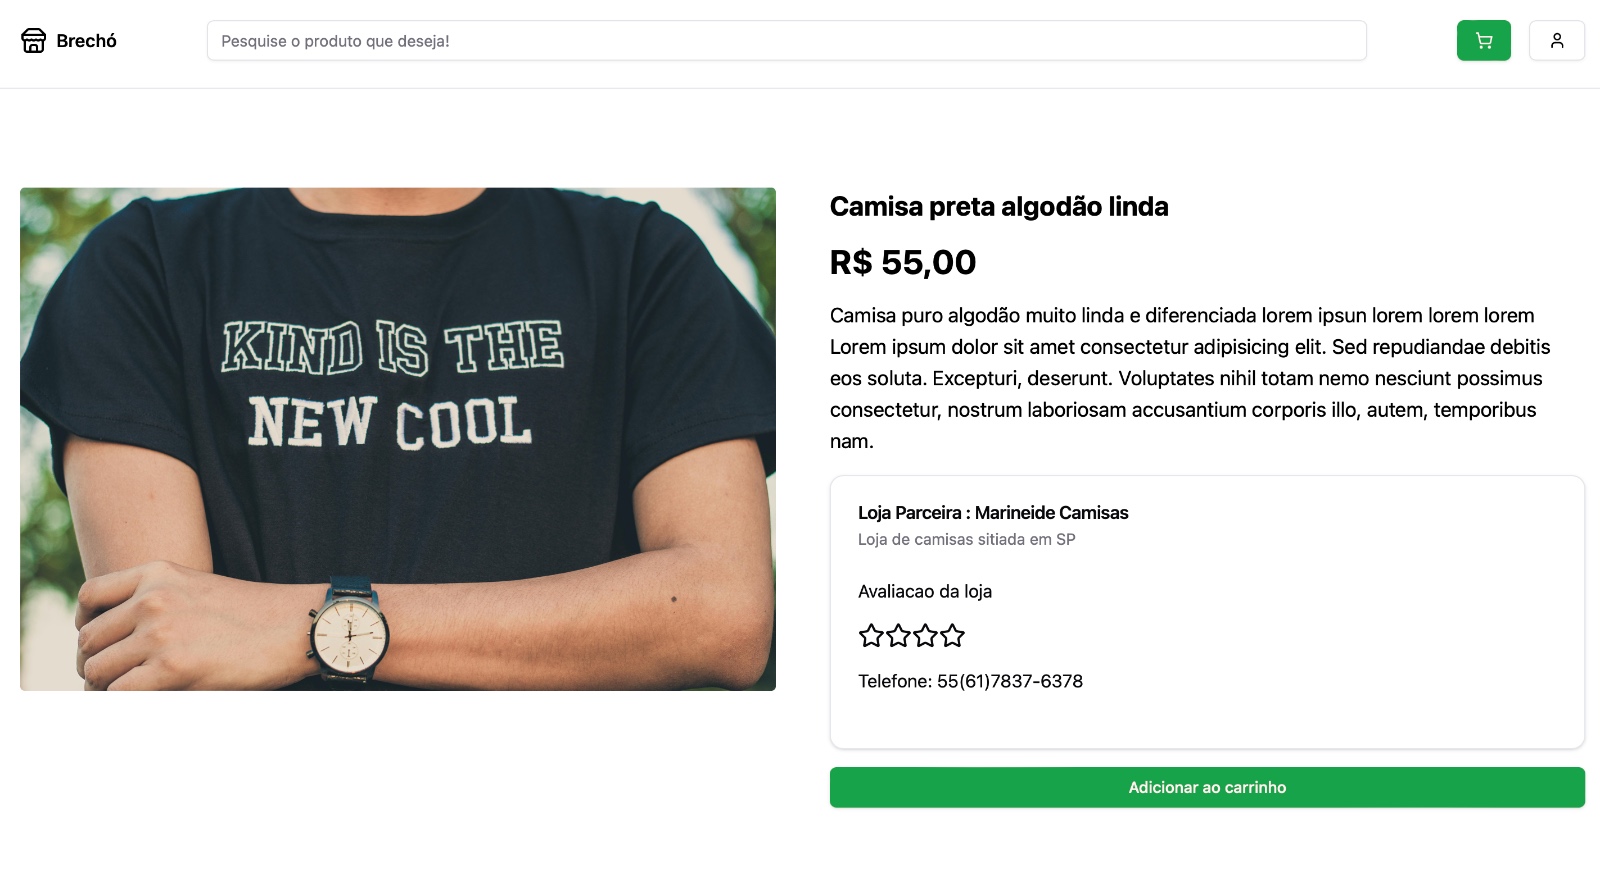 Brechó
Pesquise o produto que deseja!
KIND IS THE
NEW COOL
Camisa preta algodão linda
R$ 55,00
Camisa puro algodão muito linda e diferenciada lorem ipsun lorem lorem lorem
Lorem ipsum dolor sit amet consectetur adipisicing elit. Sed repudiandae debitis
eos soluta. Excepturi, deserunt. Voluptates nihil totam nemo nesciunt possimus
consectetur, nostrum laboriosam accusantium corporis illo, autem, temporibus
nam.
Loja Parceira : Marineide Camisas
Loja de camisas sitiada em SP
Avaliacao da loja
Telefone: 55(61)7837-6378
Adicionar ao carrinho